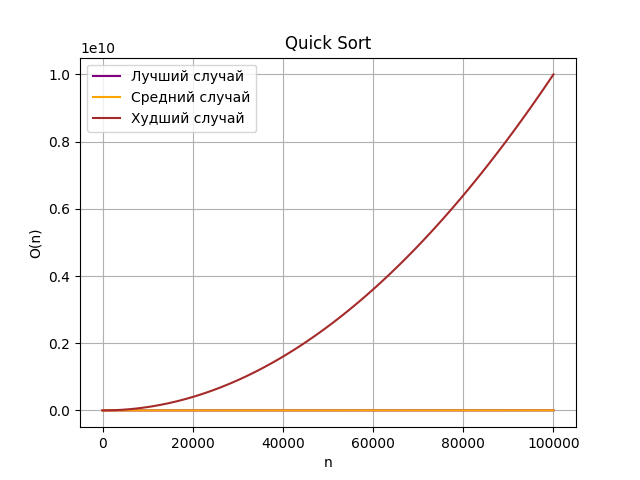 Quick Sort
1e10
Лучший случай
Средний случай
Худший случай
1.0
0.8
0.6
0.4
0.2
0.0
O(n)
0 20000 40000 60000 80000 100000
n